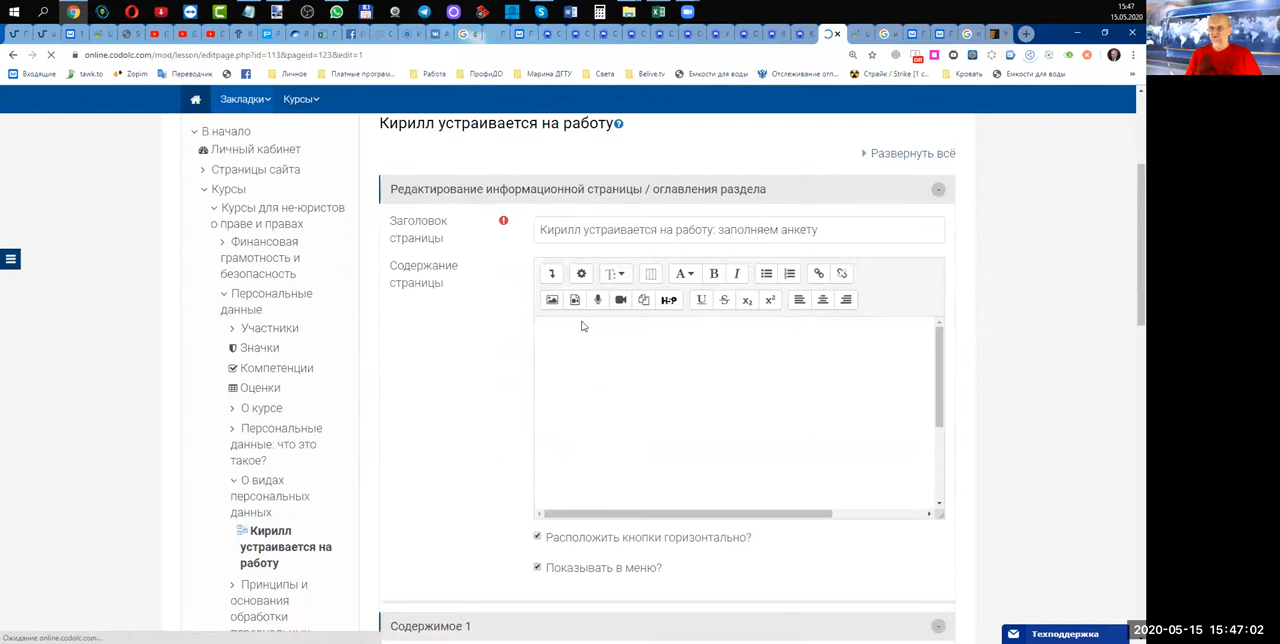 15:47
15.05.2020
online.codolc.com/mod/lesson/editpage.php?id=113&pageid=123&edit=1
Входящие
tawk.to
Zopim
Переводчик
Личное
Платные програм...
Работа
ПрофиДО
Марина ДГТУ
Света
Belive.tv
Емкости для воды
Отслеживание отп...
Страйк / Strike [1 с...
Кровать
Емкости для воды
Закладки
Курсы
В начало
Личный кабинет
Страницы сайта
Курсы
Курсы для не-юристов
о праве и правах
Финансовая
грамотность и
безопасность
Персональные
данные
Участники
Значки
Компетенции
Оценки
О курсе
Персональные
данные: что это
такое?
О видах
персональных
данных
Кирилл
устраивается на
работу
Принципы и
основания
обработки
Кирилл устраивается на работу
Развернуть всё
Редактирование информационной страницы / оглавления раздела
Заголовок
страницы
Кирилл устраивается на работу: заполняем анкету
Содержание
страницы
H-P
Расположить кнопки горизонтально?
Показывать в меню?
Содержимое 1
Ожидание online.codolc.com...
Техподдержка
2020-05-15 15:47:02